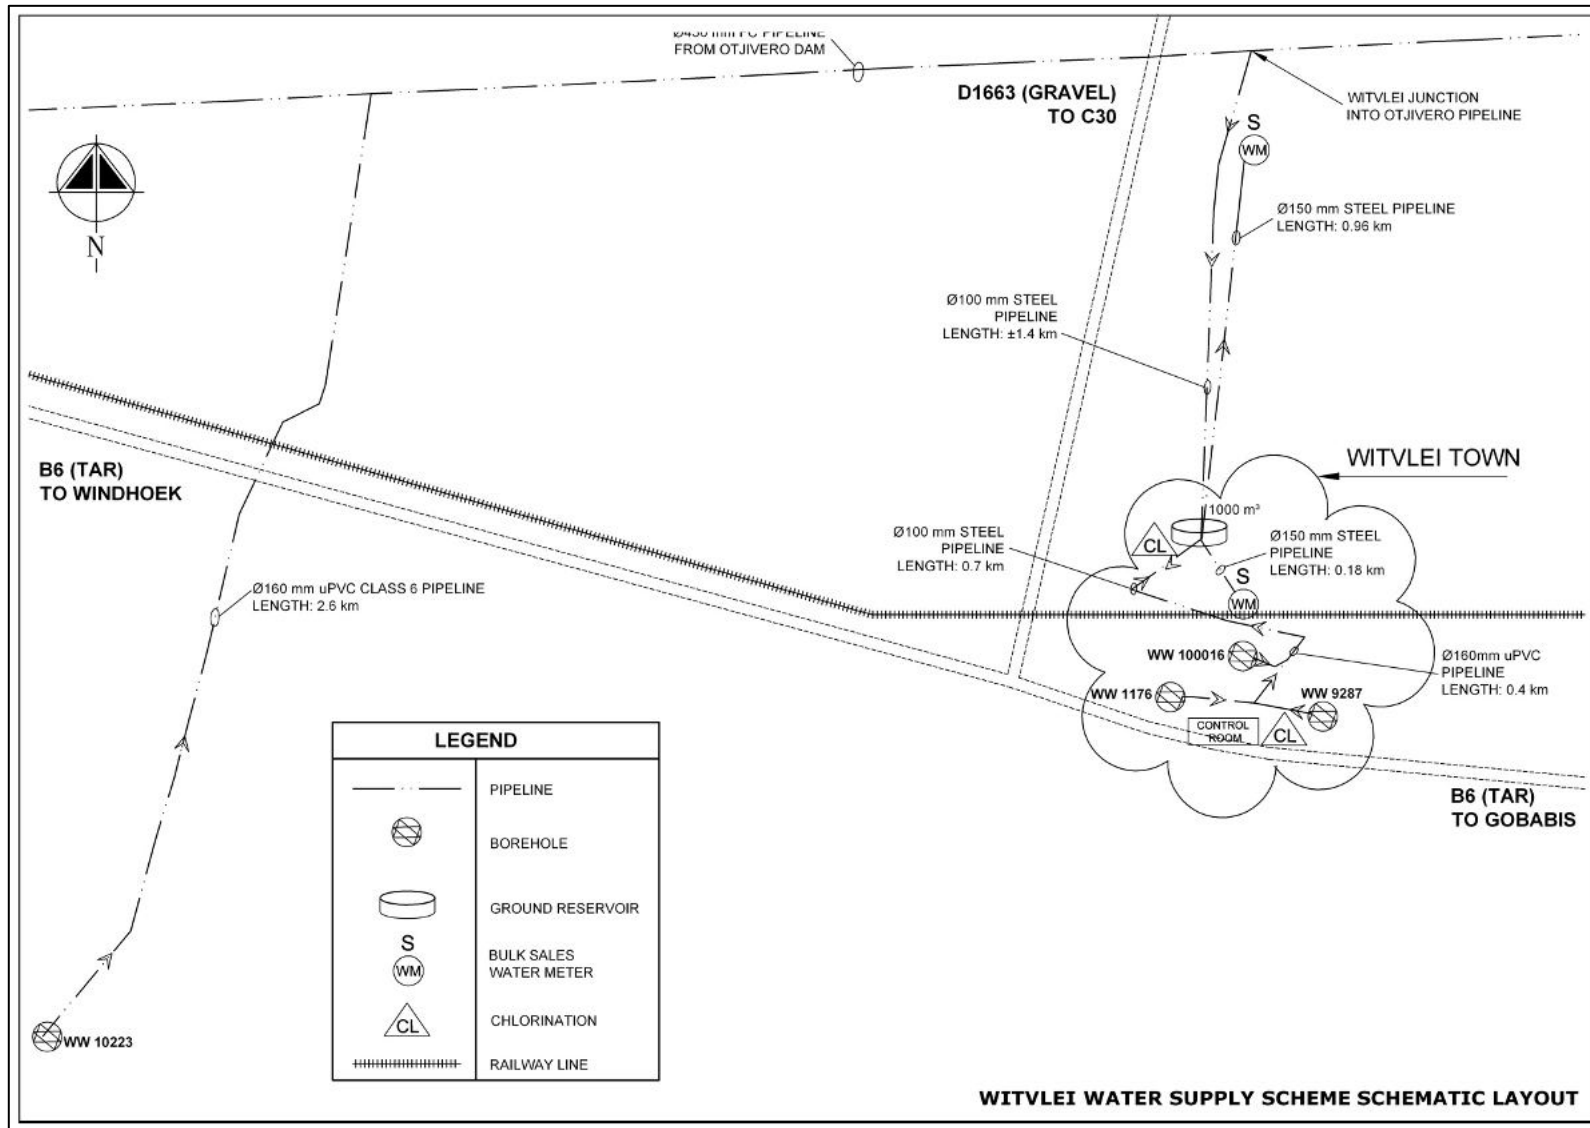 FROM OTJIVERO DAM
D1663 (GRAVEL)
TO C30
WITVLEI JUNCTION
INTO OTJIVERO PIPELINE
S
WM
N
Ø150 mm STEEL PIPELINE
LENGTH: 0.96 km
Ø100 mm STEEL
PIPELINE
LENGTH: ±1.4 km
B6 (TAR)
TO WINDHOEK
WITVLEI TOWN
1000 m³
Ø100 mm STEEL
PIPELINE
LENGTH: 0.7 km
CL
Ø150 mm STEEL
PIPELINE
LENGTH: 0.18 km
S
WM
Ø160 mm uPVC CLASS 6 PIPELINE
LENGTH: 2.6 km
WW 100016
Ø160mm uPVC
PIPELINE
LENGTH: 0.4 km
WW 1176
WW 9287
CONTROL
ROOM
CL
B6 (TAR)
TO GOBABIS
LEGEND
PIPELINE
BOREHOLE
GROUND RESERVOIR
S
WM
BULK SALES
WATER METER
CL
CHLORINATION
RAILWAY LINE
WW 10223
WITVLEI WATER SUPPLY SCHEME SCHEMATIC LAYOUT